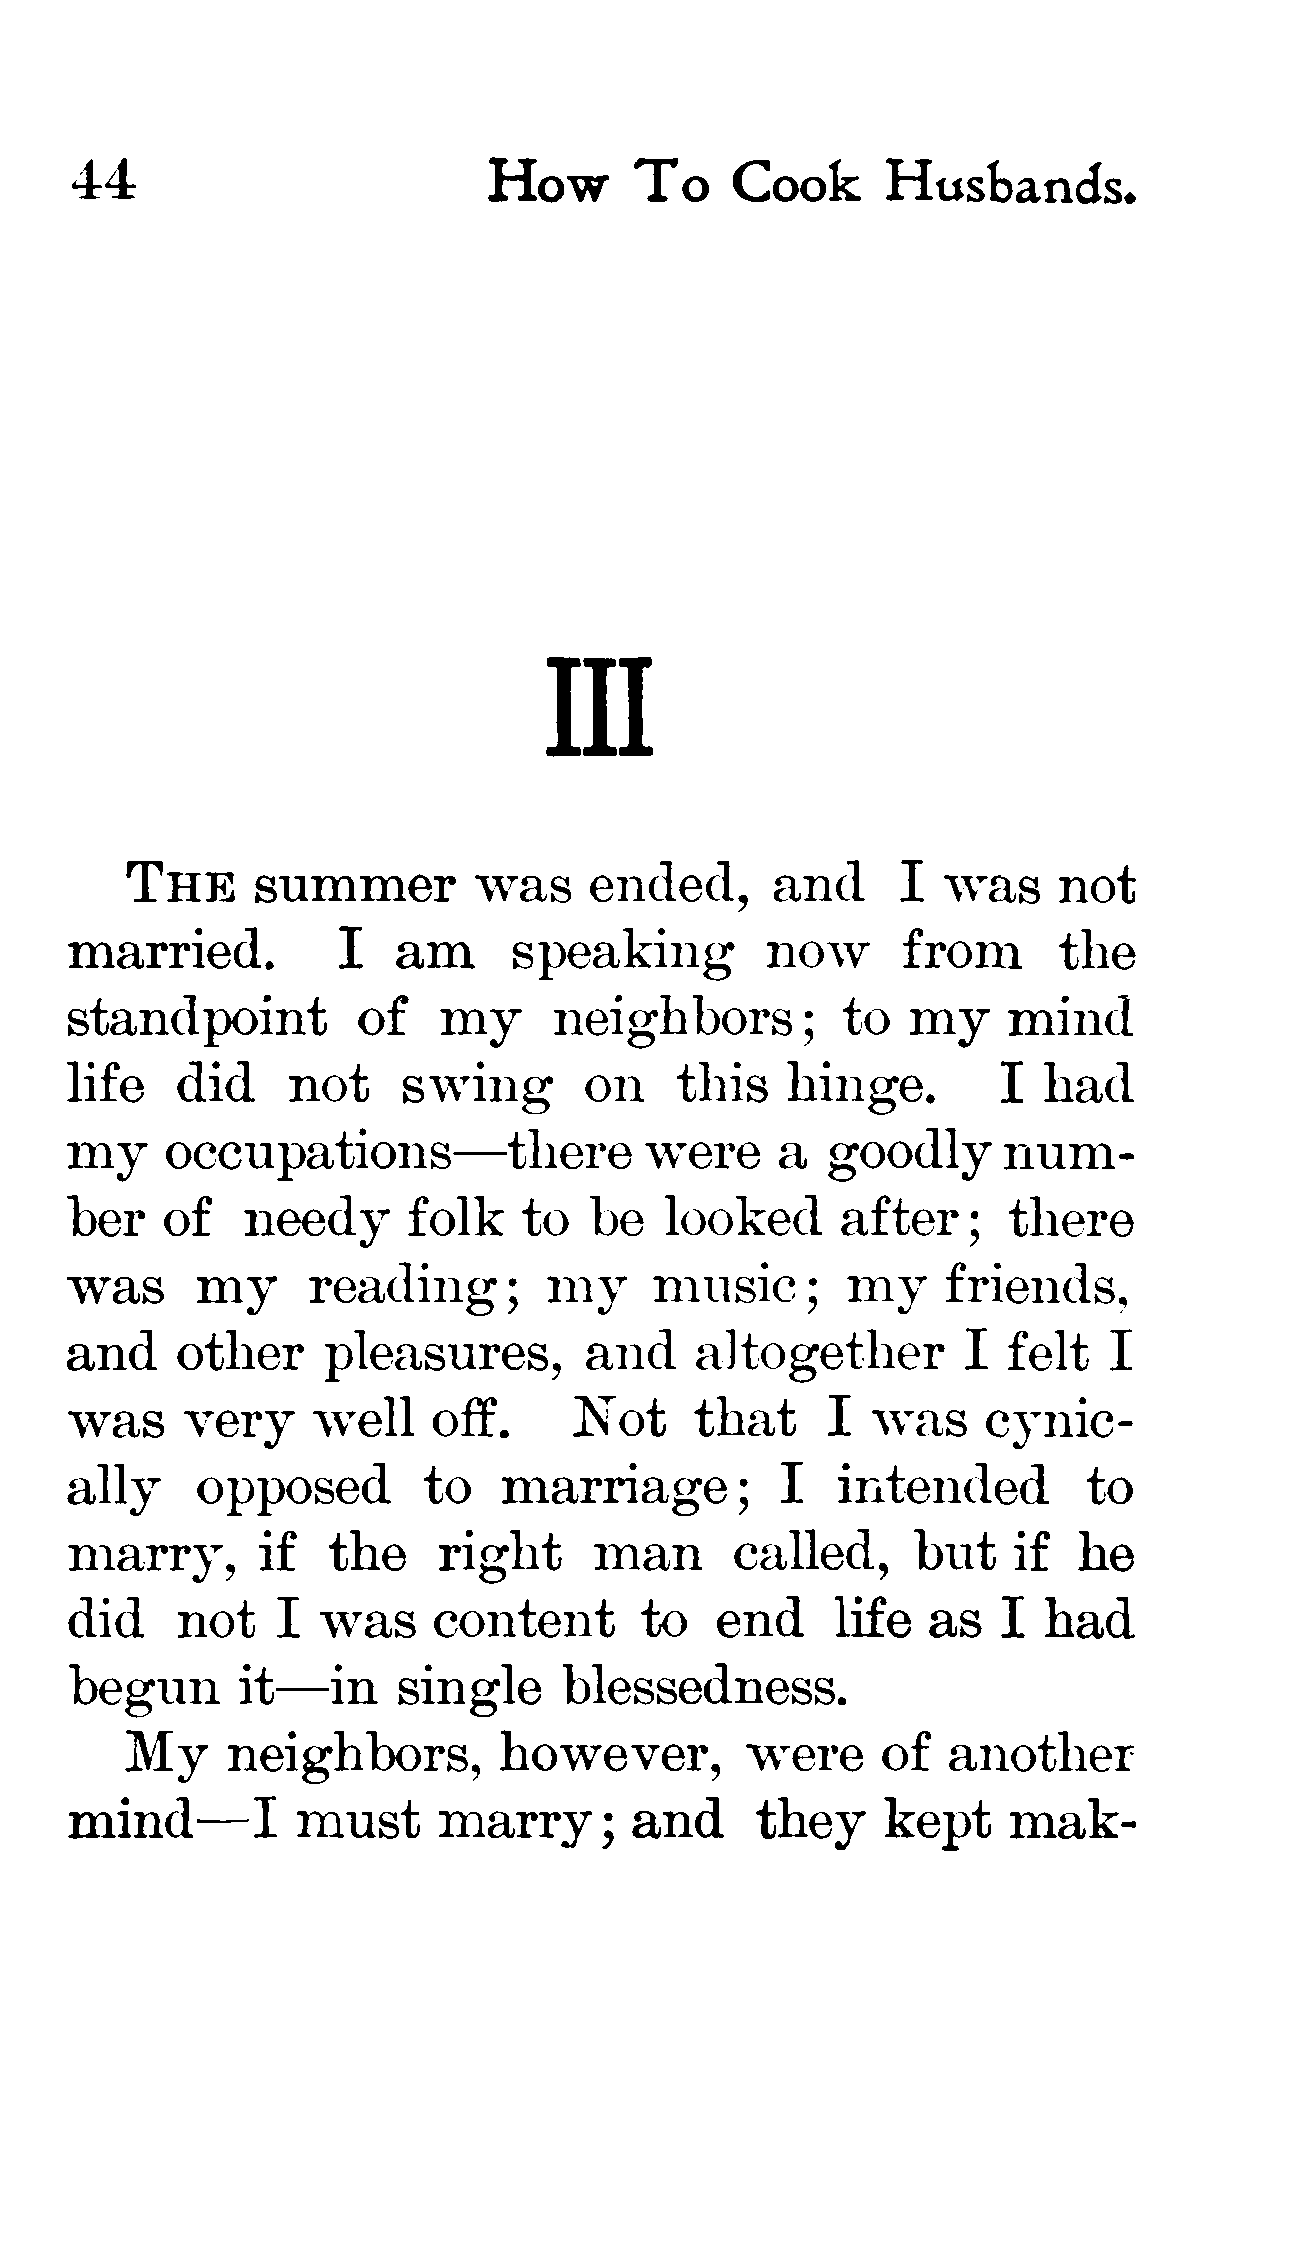 44 How To Cook Husbands.
III
THE summer was ended, and I was not
married. I am speaking now from the
standpoint of my neighbors; to my mind
life did not swing on this hinge. I had
my occupations—there were a goodly num-
ber of needy folk to be looked after; there
was my reading; my music; my friends,
and other pleasures, and altogether I felt I
was very well off. Not that I was cynic-
ally opposed to marriage; I intended to
marry, if the right man called, but if he
did not I was content to end life as I had
begun it—in single blessedness.
My neighbors, however, were of another
mind—I must marry; and they kept mak-